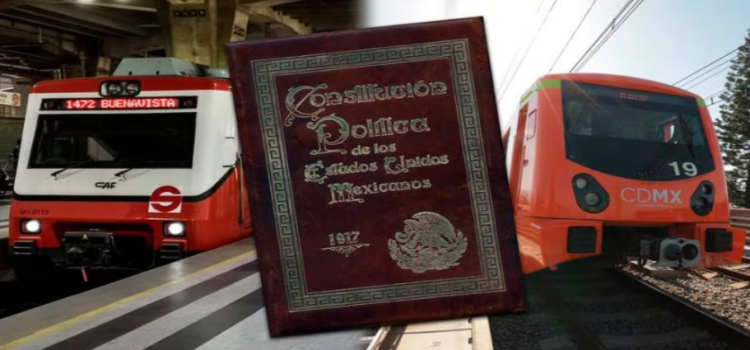 1472 BUENAVISTA
CAF
S
Constitución
Política
de los
Estados Unidos
Mexicanos
1917
19
CDMX